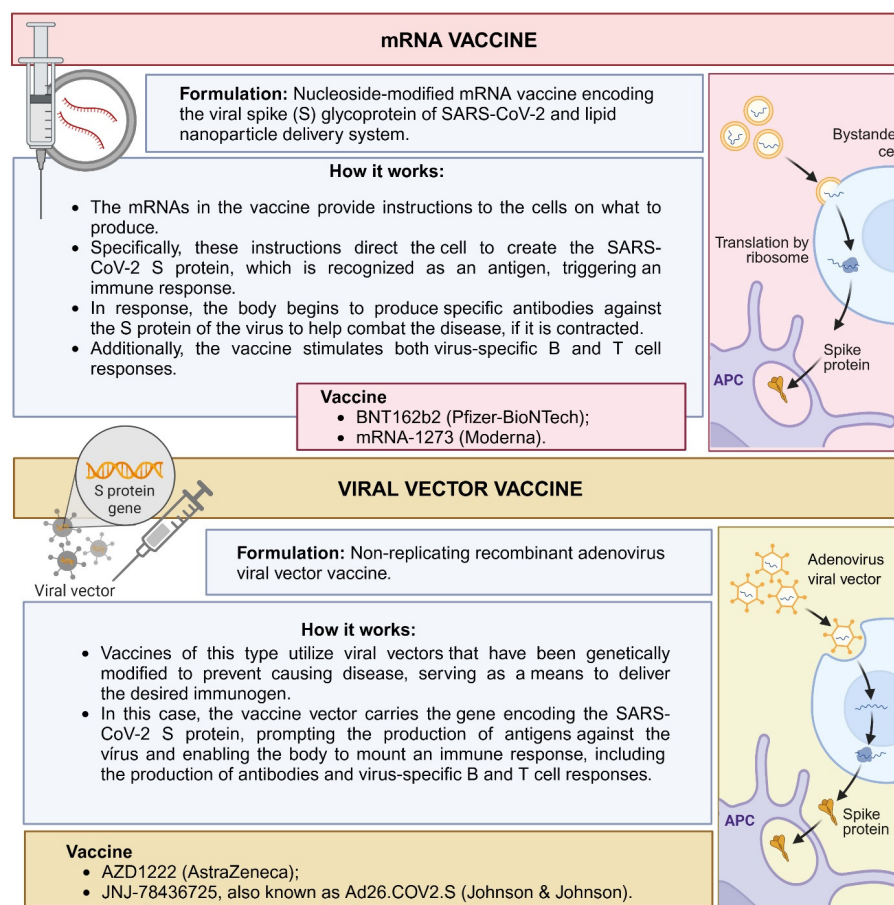 mRNA VACCINE
Formulation: Nucleoside-modified mRNA vaccine encoding
the viral spike (S) glycoprotein of SARS-CoV-2 and lipid
nanoparticle delivery system.
How it works:
• The mRNAs in the vaccine provide instructions to the cells on what to
produce.
• Specifically, these instructions direct the cell to create the SARS-
CoV-2 S protein, which is recognized as an antigen, triggering an
immune response.
• In response, the body begins to produce specific antibodies against
the S protein of the virus to help combat the disease, if it is contracted.
• Additionally, the vaccine stimulates both virus-specific B and T cell
responses.
Vaccine
• BNT162b2 (Pfizer-BioNTech);
• mRNA-1273 (Moderna).
Bystande
ce
Translation by
ribosome
Spike
protein
APC
VIRAL VECTOR VACCINE
S protein
gene
Viral vector
Formulation: Non-replicating recombinant adenovirus
viral vector vaccine.
How it works:
• Vaccines of this type utilize viral vectors that have been genetically
modified to prevent causing disease, serving as a means to deliver
the desired immunogen.
• In this case, the vaccine vector carries the gene encoding the SARS-
CoV-2 S protein, prompting the production of antigens against the
vírus and enabling the body to mount an immune response, including
the production of antibodies and virus-specific B and T cell responses.
Vaccine
• AZD1222 (AstraZeneca);
• JNJ-78436725, also known as Ad26.COV2.S (Johnson & Johnson).
Adenovirus
viral vector
Spike
protein
APC